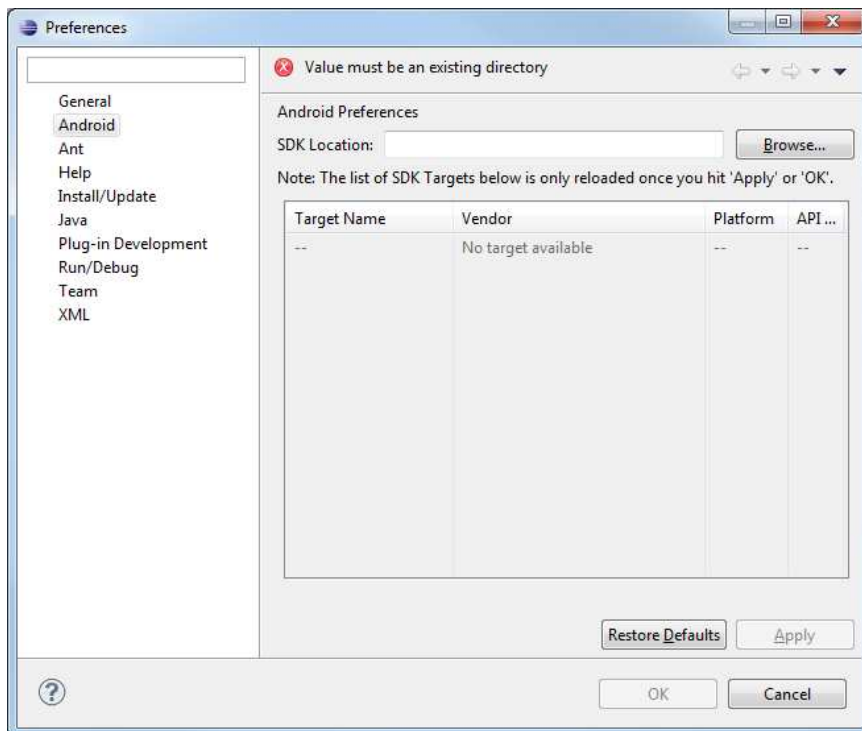 Preferences
General
Android
Ant
Help
Install/Update
Java
Plug-in Development
Run/Debug
Team
XML
Value must be an existing directory
Android Preferences
SDK Location:
Browse...
Note: The list of SDK Targets below is only reloaded once you hit 'Apply' or 'OK'.
Target Name Vendor Platform API ...
-- No target available -- --
Restore Defaults Apply
? OK Cancel